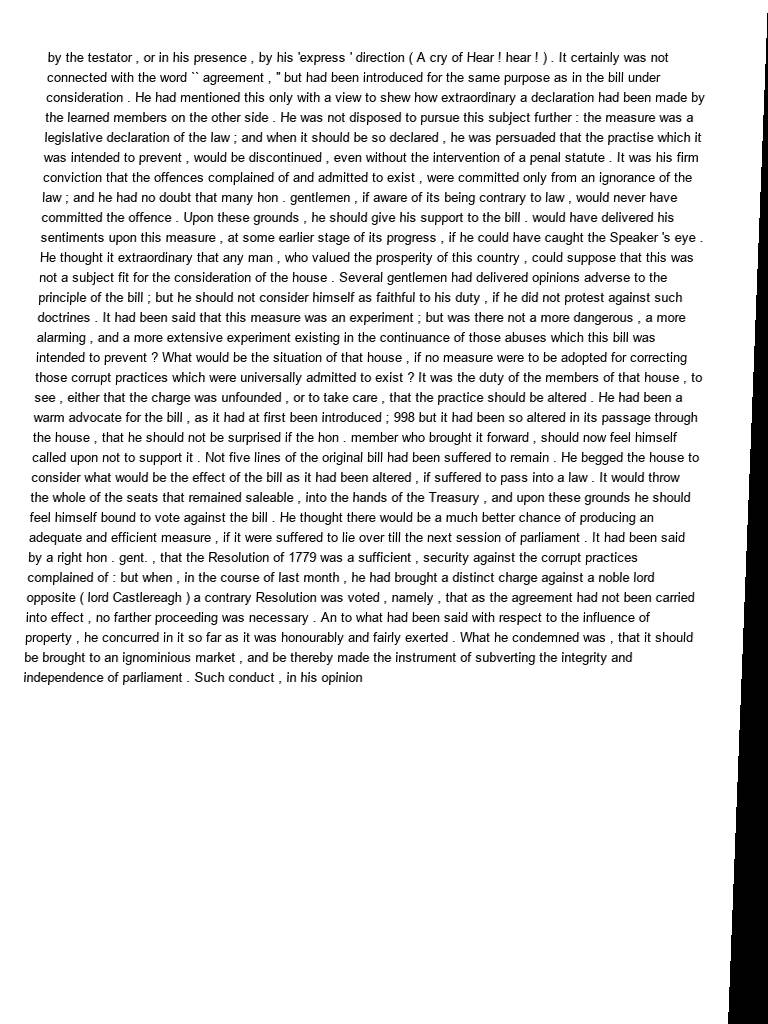 by the testator , or in his presence , by his 'express ' direction ( A cry of Hear ! hear ! ) . It certainly was not
connected with the word `` agreement , '' but had been introduced for the same purpose as in the bill under
consideration . He had mentioned this only with a view to shew how extraordinary a declaration had been made by
the learned members on the other side . He was not disposed to pursue this subject further : the measure was a
legislative declaration of the law ; and when it should be so declared , he was persuaded that the practise which it
was intended to prevent , would be discontinued , even without the intervention of a penal statute . It was his firm
conviction that the offences complained of and admitted to exist , were committed only from an ignorance of the
law ; and he had no doubt that many hon . gentlemen , if aware of its being contrary to law , would never have
committed the offence . Upon these grounds , he should give his support to the bill . would have delivered his
sentiments upon this measure , at some earlier stage of its progress , if he could have caught the Speaker 's eye .
He thought it extraordinary that any man , who valued the prosperity of this country , could suppose that this was
not a subject fit for the consideration of the house . Several gentlemen had delivered opinions adverse to the
principle of the bill ; but he should not consider himself as faithful to his duty , if he did not protest against such
doctrines . It had been said that this measure was an experiment ; but was there not a more dangerous , a more
alarming , and a more extensive experiment existing in the continuance of those abuses which this bill was
intended to prevent ? What would be the situation of that house , if no measure were to be adopted for correcting
those corrupt practices which were universally admitted to exist ? It was the duty of the members of that house , to
see , either that the charge was unfounded , or to take care , that the practice should be altered . He had been a
warm advocate for the bill , as it had at first been introduced ; 998 but it had been so altered in its passage through
the house , that he should not be surprised if the hon . member who brought it forward , should now feel himself
called upon not to support it . Not five lines of the original bill had been suffered to remain . He begged the house to
consider what would be the effect of the bill as it had been altered , if suffered to pass into a law . It would throw
the whole of the seats that remained saleable , into the hands of the Treasury , and upon these grounds he should
feel himself bound to vote against the bill . He thought there would be a much better chance of producing an
adequate and efficient measure , if it were suffered to lie over till the next session of parliament . It had been said
by a right hon . gent. , that the Resolution of 1779 was a sufficient , security against the corrupt practices
complained of : but when , in the course of last month , he had brought a distinct charge against a noble lord
opposite ( lord Castlereagh ) a contrary Resolution was voted , namely , that as the agreement had not been carried
into effect , no farther proceeding was necessary . An to what had been said with respect to the influence of
property , he concurred in it so far as it was honourably and fairly exerted . What he condemned was , that it should
be brought to an ignominious market , and be thereby made the instrument of subverting the integrity and
independence of parliament . Such conduct , in his opinion